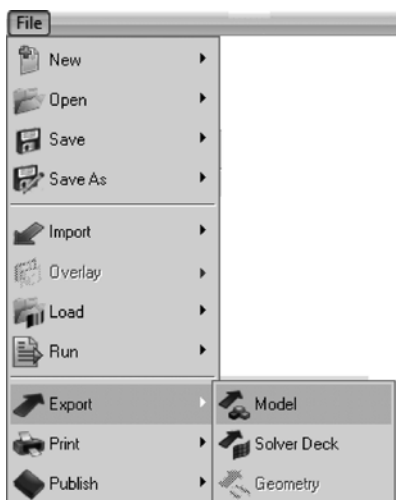 File
New
Open
Save
Save As
Import
Overlay
Load
Run
Export
Model
Print
Solver Deck
Publish
Geometry